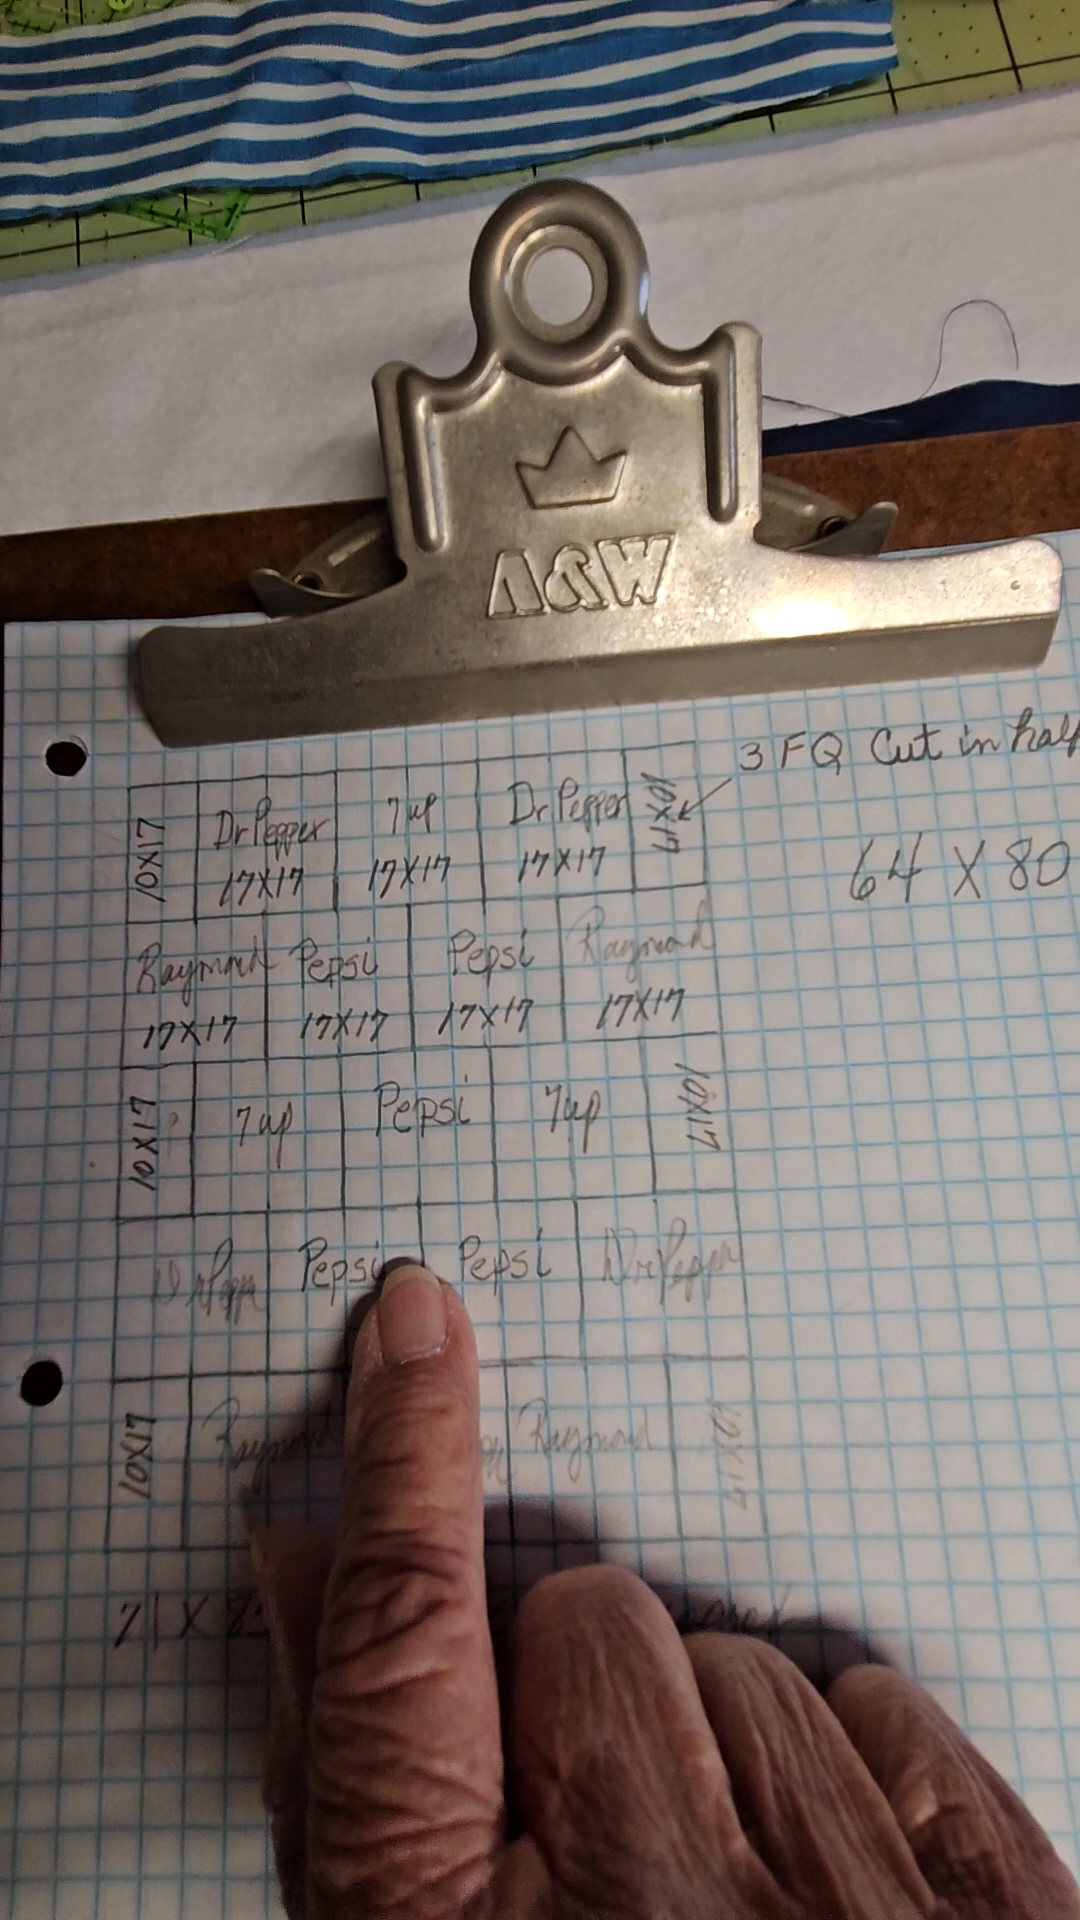 A&W
3 FQ Cut in half
10X17 Dr Pepper 7up Dr Pepper 10X17
17X17 17X17 17X17
64 X 80
Raymond Pepsi Pepsi Raymond
17X17 17X17 17X17 17X17
10X17 7up Pepsi 7up 10X17
Dr Pepper Pepsi Pepsi Dr Pepper
10X17 Raymond Raymond 10X17
71 X